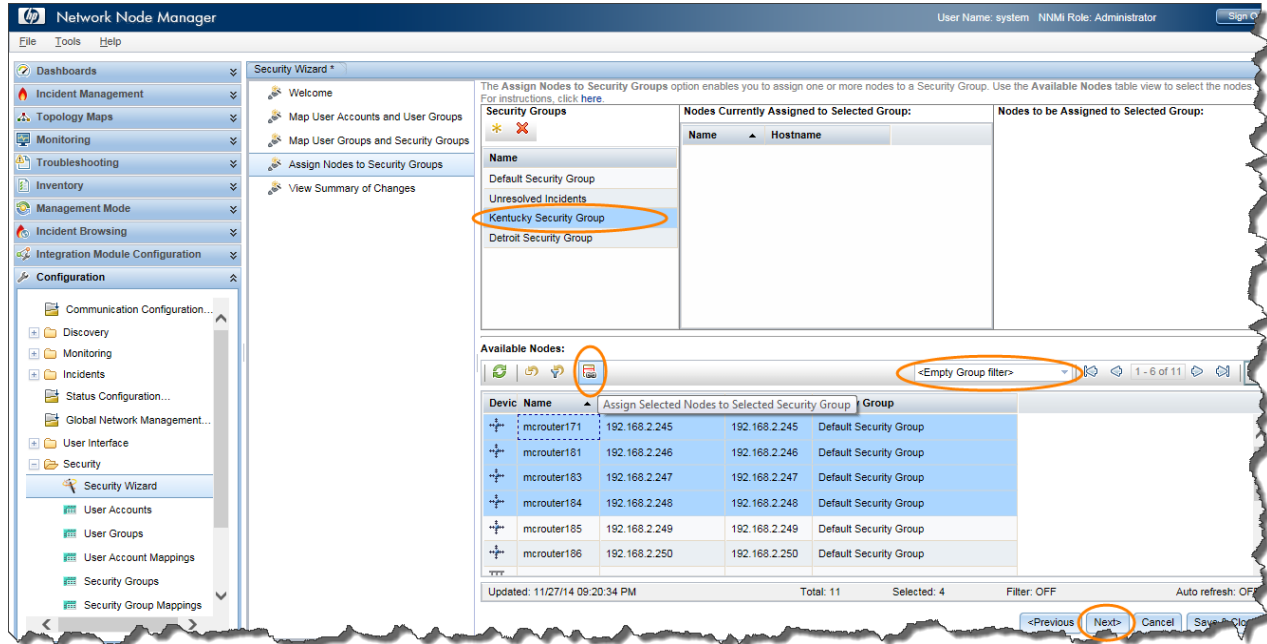 hp Network Node Manager
User Name: system NNMi Role: Administrator
Sign O
File Tools Help
Dashboards
Incident Management
Topology Maps
Monitoring
Troubleshooting
Inventory
Management Mode
Incident Browsing
Integration Module Configuration
Configuration
Communication Configuration...
Discovery
Monitoring
Incidents
Status Configuration...
Global Network Management...
User Interface
Security
Security Wizard
User Accounts
User Groups
User Account Mappings
Security Groups
Security Group Mappings
Security Wizard *
Welcome
Map User Accounts and User Groups
Map User Groups and Security Groups
Assign Nodes to Security Groups
View Summary of Changes
The Assign Nodes to Security Groups option enables you to assign one or more nodes to a Security Group. Use the Available Nodes table view to select the nodes.
For instructions, click here.
Security Groups
Name
Default Security Group
Unresolved Incidents
Kentucky Security Group
Detroit Security Group
Nodes Currently Assigned to Selected Group:
Name Hostname
Nodes to be Assigned to Selected Group:
Available Nodes:
<Empty Group filter>
1 - 6 of 11
Devic Name Group
Assign Selected Nodes to Selected Security Group
mcrouter171 192.168.2.245 192.168.2.245 Default Security Group
mcrouter181 192.168.2.246 192.168.2.246 Default Security Group
mcrouter183 192.168.2.247 192.168.2.247 Default Security Group
mcrouter184 192.168.2.248 192.168.2.248 Default Security Group
mcrouter185 192.168.2.249 192.168.2.249 Default Security Group
mcrouter186 192.168.2.250 192.168.2.250 Default Security Group
Updated: 11/27/14 09:20:34 PM Total: 11 Selected: 4 Filter: OFF Auto refresh: OF
<Previous Next> Cancel Save & Clo